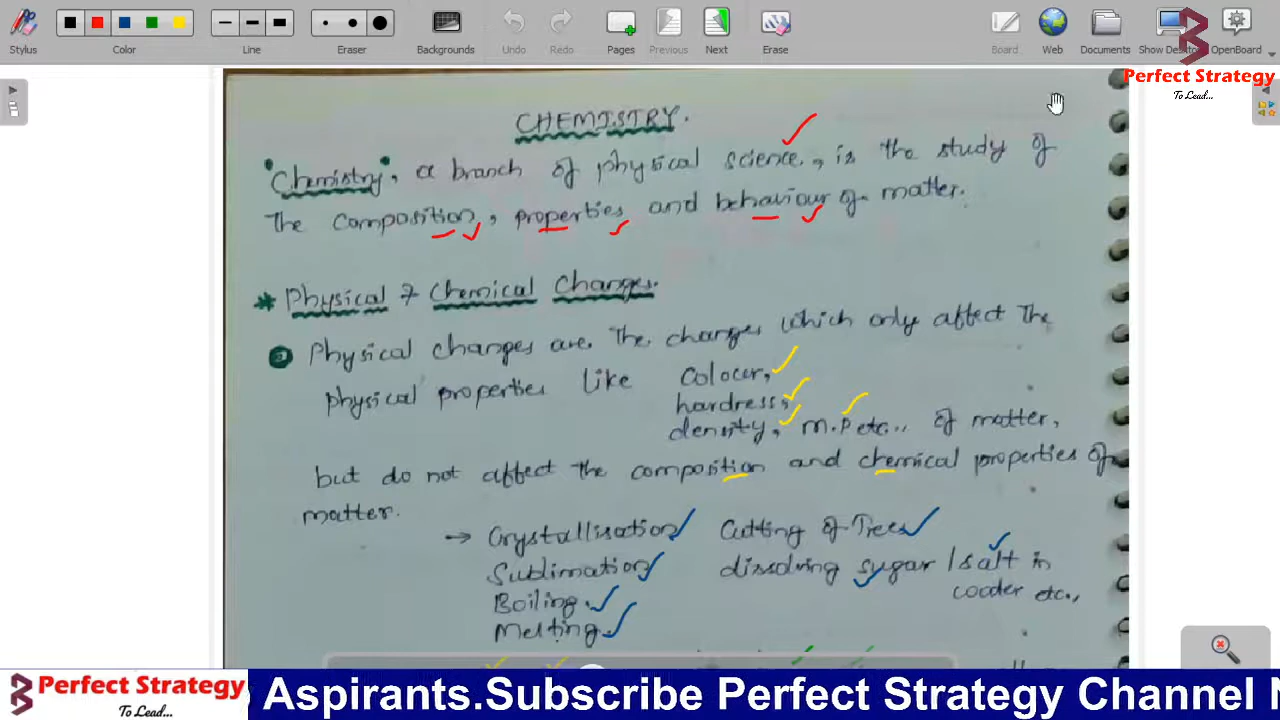 Stylus
Color
Line
Eraser
Backgrounds
Undo
Redo
Pages
Previous
Next
Erase
Board
Web
Documents
Show Des
OpenBoard
Perfect Strategy
To Lead...
CHEMISTRY.
"Chemistry", a branch of physical science, is the study of
the composition, properties and behaviour of matter.
* Physical & Chemical Changes.
Physical changes are the changes which only affect the
physical properties like colour,
hardness,
density, M.P etc., of matter,
but do not affect the composition and chemical properties of
matter.
→ Crystallisation Cutting of Trees
Sublimation dissolving sugar / salt in
Boiling. water etc.,
Melting.
Perfect Strategy
To Lead...
Aspirants.Subscribe Perfect Strategy Channel N